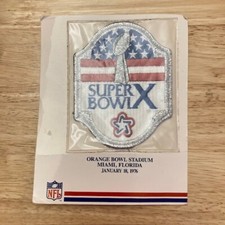 SUPER
BOWL X
ORANGE BOWL STADIUM
MIAMI, FLORIDA
JANUARY 18, 1976
NFL